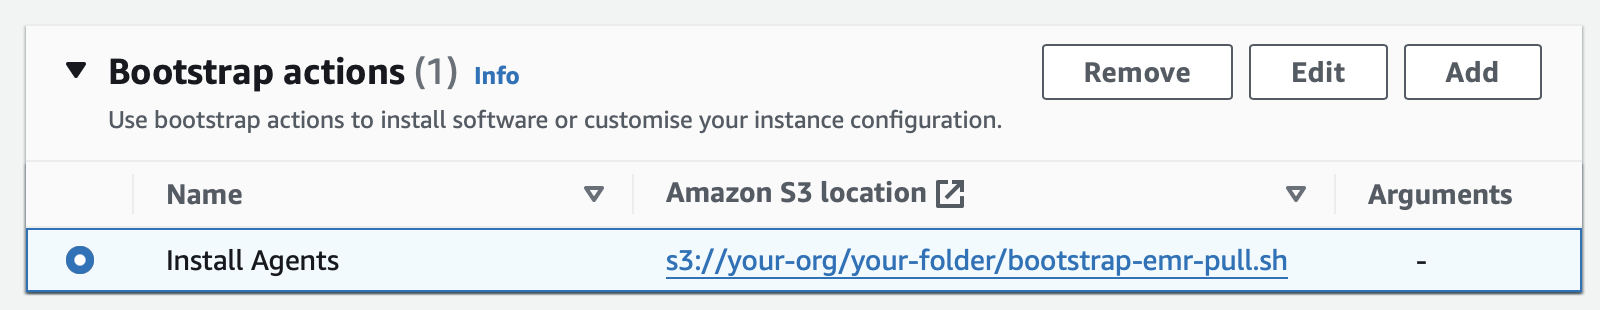 Bootstrap actions (1) Info
Remove
Edit
Add
Use bootstrap actions to install software or customise your instance configuration.
Name
Amazon S3 location
Arguments
Install Agents
s3://your-org/your-folder/bootstrap-emr-pull.sh
-